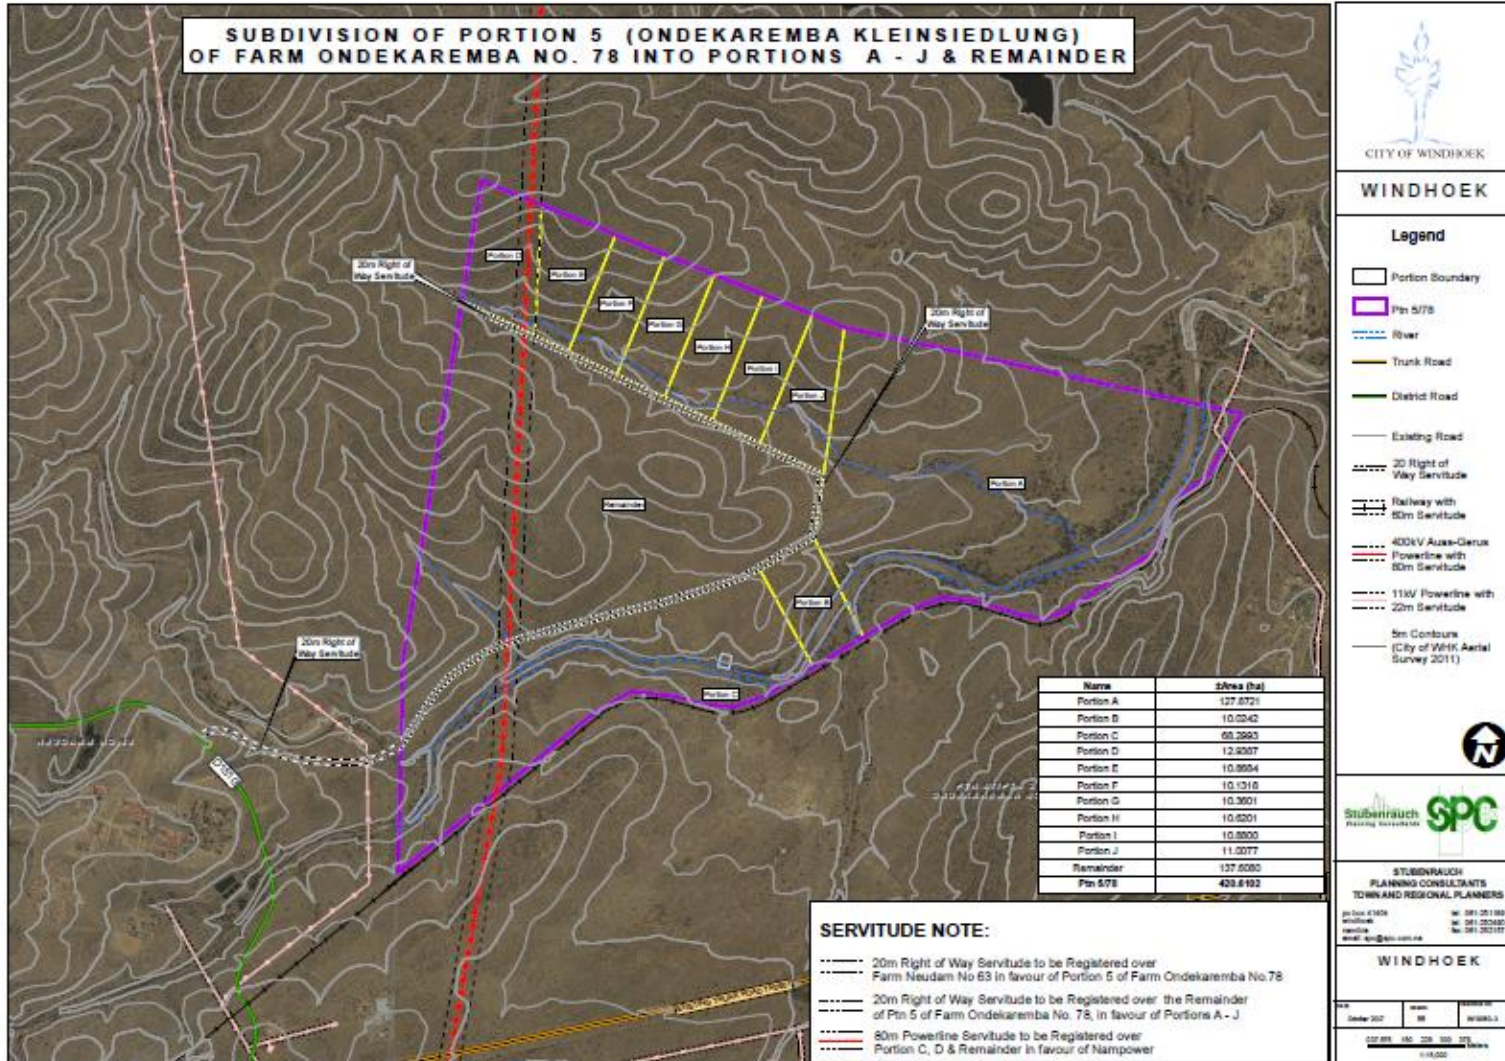 SUBDIVISION OF PORTION 5 (ONDEKAREMBA KLEINSIEDLUNG)
OF FARM ONDEKAREMBA NO. 78 INTO PORTIONS A - J & REMAINDER
20m Right of
Way Servitude
Portion D
Portion E
Portion F
Portion G
Portion H
Portion I
Portion J
20m Right of
Way Servitude
Portion A
Remainder
Portion B
Portion C
20m Right of
Way Servitude
Name ±Area (ha)
Portion A
Portion B 10.0242
Portion C
Portion D
Portion E
Portion F
Portion G
Portion H 10.6201
Portion I
Portion J
Remainder
Ptn 5/78
SERVITUDE NOTE:
20m Right of Way Servitude to be Registered over
Farm Neudam No 63 in favour of Portion 5 of Farm Ondekaremba No.78
20m Right of Way Servitude to be Registered over the Remainder
of Ptn 5 of Farm Ondekaremba No. 78, in favour of Portions A - J
80m Powerline Servitude to be Registered over
Portion C, D & Remainder in favour of Nampower
CITY OF WINDHOEK
WINDHOEK
Legend
Portion Boundary
Ptn 5/78
River
Trunk Road
District Road
Existing Road
20 Right of
Way Servitude
Railway with
60m Servitude
400kV Auas-Gerus
Powerline with
80m Servitude
11kV Powerline with
22m Servitude
5m Contours
(City of WHK Aerial
Survey 2011)
N
Stubenrauch
Planning Consultants
SPC
STUBENRAUCH
PLANNING CONSULTANTS
TOWN AND REGIONAL PLANNERS
WINDHOEK